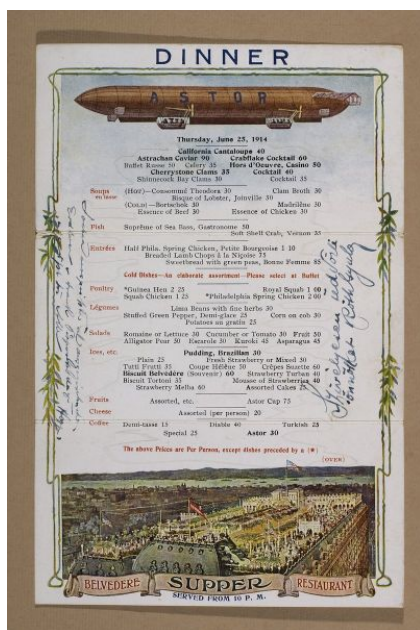 DINNER
ASTOR
Thursday, June 25, 1914
California Cantaloupe 40
Astrachan Caviar 90 Crabflake Cocktail 60
Buffet Russe 50 Celery 35 Hors d'Oeuvre, Casino 50
Cherrystone Clams 35 Cocktail 40
Shinnecock Bay Clams 30 Cocktail 35
Soups
en tasse
(HOT)—Consommé Theodora 30 Clam Broth 30
Bisque of Lobster, Joinville 30
(COLD)—Bortschok 30 Madrilène 30
Essence of Beef 30 Essence of Chicken 30
Fish Suprême of Sea Bass, Gastronome 50
Soft Shell Crab, Vernon 35
Entrées Half Phila. Spring Chicken, Petite Bourgeoise 1 10
Breaded Lamb Chops à la Niçoise 75
Sweetbread with green peas, Bonne Femme 85
Cold Dishes—An elaborate assortment—Please select at Buffet
Poultry *Guinea Hen 2 25 Royal Squab 1 00
Squab Chicken 1 25 *Philadelphia Spring Chicken 2 00
Légumes Lima Beans with fine herbs 30
Stuffed Green Pepper, Demi-glace 25 Corn on cob 30
Potatoes au gratin 25
Salads Romaine or Lettuce 30 Cucumber or Tomato 30 Fruit 50
Alligator Pear 50 Escarole 30 Kuroki 45 Asparagus 45
Ices, etc. Pudding, Brazilian 30
Plain 25 Fresh Strawberry or Mixed 30
Tutti Frutti 35 Coupe Hélène 50 Crêpes Suzette 60
Biscuit Belvedére (Souvenir) 60 Strawberry Turban 40
Biscuit Tortoni 35 Mousse of Strawberries 40
Strawberry Melba 60 Assorted Cakes 25
Fruits Assorted, etc. Astor Cup 75
Cheese Assorted (per person) 20
Coffee Demi-tasse 15 Diable 40 Turkish 25
Special 25 Astor 30
The above Prices are Per Person, except dishes preceded by a (*)
(OVER)
BELVEDERE SUPPER RESTAURANT
SERVED FROM 10 P. M.